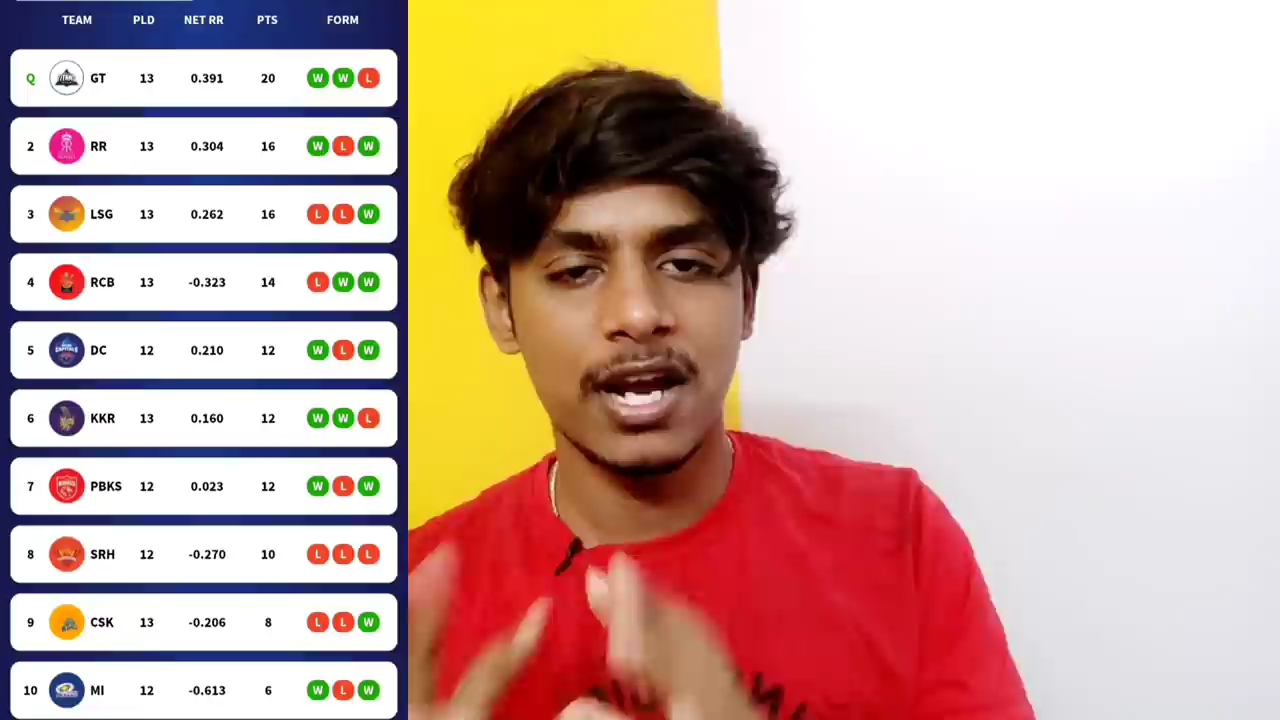 TEAM PLD NET RR PTS FORM
Q GT 13 0.391 20 W W L
2 RR 13 0.304 16 W L W
3 LSG 13 0.262 16 L L W
4 RCB 13 -0.323 14 L W W
5 DC 12 0.210 12 W L W
6 KKR 13 0.160 12 W W L
7 PBKS 12 0.023 12 W L W
8 SRH 12 -0.270 10 L L L
9 CSK 13 -0.206 8 L L W
10 MI 12 -0.613 6 W L W